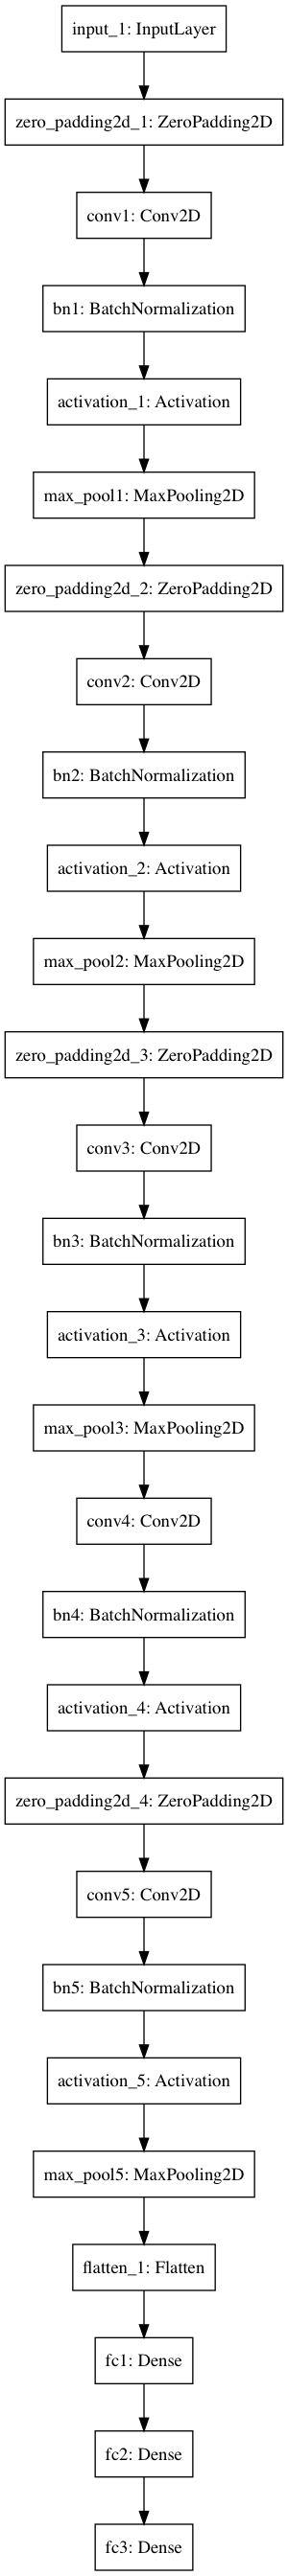 input_1: InputLayer
zero_padding2d_1: ZeroPadding2D
conv1: Conv2D
bn1: BatchNormalization
activation_1: Activation
max_pool1: MaxPooling2D
zero_padding2d_2: ZeroPadding2D
conv2: Conv2D
bn2: BatchNormalization
activation_2: Activation
max_pool2: MaxPooling2D
zero_padding2d_3: ZeroPadding2D
conv3: Conv2D
bn3: BatchNormalization
activation_3: Activation
max_pool3: MaxPooling2D
conv4: Conv2D
bn4: BatchNormalization
activation_4: Activation
zero_padding2d_4: ZeroPadding2D
conv5: Conv2D
bn5: BatchNormalization
activation_5: Activation
max_pool5: MaxPooling2D
flatten_1: Flatten
fc1: Dense
fc2: Dense
fc3: Dense